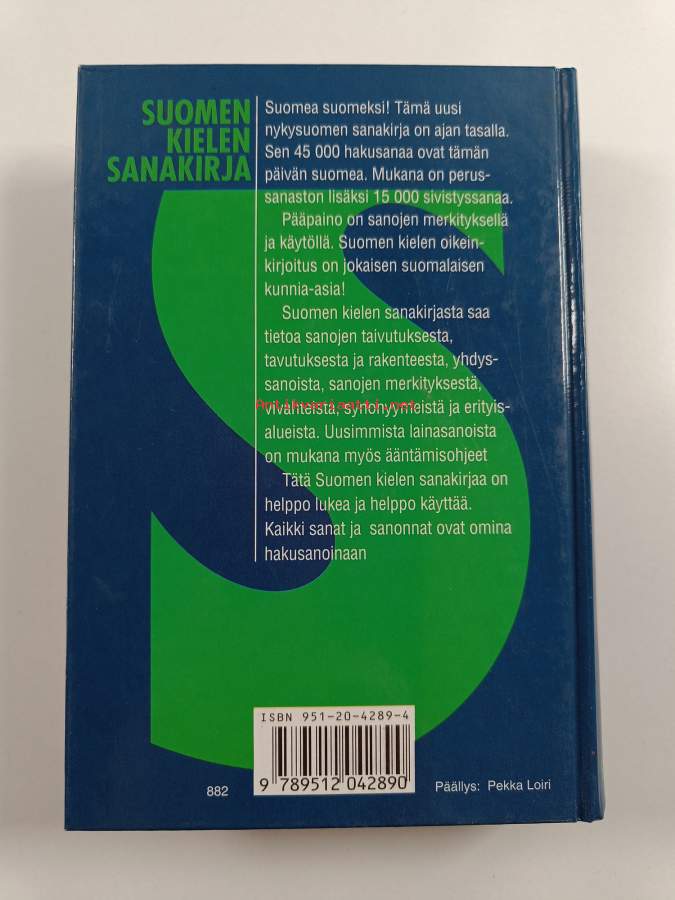 SUOMEN
KIELEN
SANAKIRJA
Suomea suomeksi! Tämä uusi
nykysuomen sanakirja on ajan tasalla.
Sen 45 000 hakusanaa ovat tämän
päivän suomea. Mukana on perus-
sanaston lisäksi 15 000 sivistyssanaa.
Pääpaino on sanojen merkityksellä
ja käytöllä. Suomen kielen oikein-
kirjoitus on jokaisen suomalaisen
kunnia-asia!
Suomen kielen sanakirjasta saa
tietoa sanojen taivutuksesta,
tavutuksesta ja rakenteesta, yhdys-
sanoista, sanojen merkityksestä,
vivahteista, synonyymeistä ja erityis-
alueista. Uusimmista lainasanoista
on mukana myös ääntämisohjeet
Tätä Suomen kielen sanakirjaa on
helppo lukea ja helppo käyttää.
Kaikki sanat ja sanonnat ovat omina
hakusanoinaan
Antikvariaatti.net
ISBN 951-20-4289-4
9 789512 042890
882
Päällys: Pekka Loiri